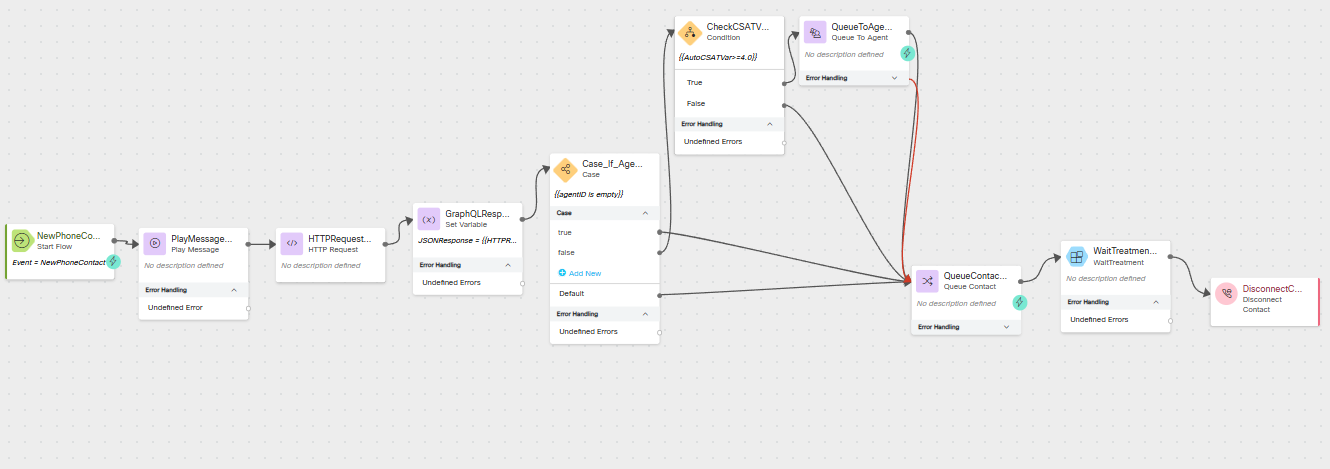 NewPhoneCo...
Start Flow
Event = NewPhoneContact
PlayMessage...
Play Message
No description defined
Error Handling
Undefined Error
HTTPRequest...
HTTP Request
No description defined
GraphQLResp...
Set Variable
JSONResponse = {{HTTPR...
Error Handling
Undefined Errors
Case_If_Age...
Case
{{agentID is empty}}
Case
true
false
Add New
Default
Error Handling
Undefined Errors
CheckCSATV...
Condition
{{AutoCSATVar>=4.0}}
True
False
Error Handling
Undefined Errors
QueueToAge...
Queue To Agent
No description defined
Error Handling
QueueContac...
Queue Contact
No description defined
Error Handling
WaitTreatmen...
WaitTreatment
No description defined
Error Handling
Undefined Errors
DisconnectC...
Disconnect
Contact